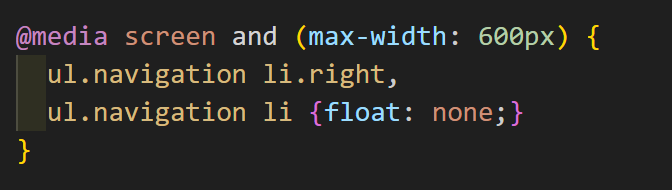 @media screen and (max-width: 600px) {
  ul.navigation li.right,
  ul.navigation li {float: none;}
}